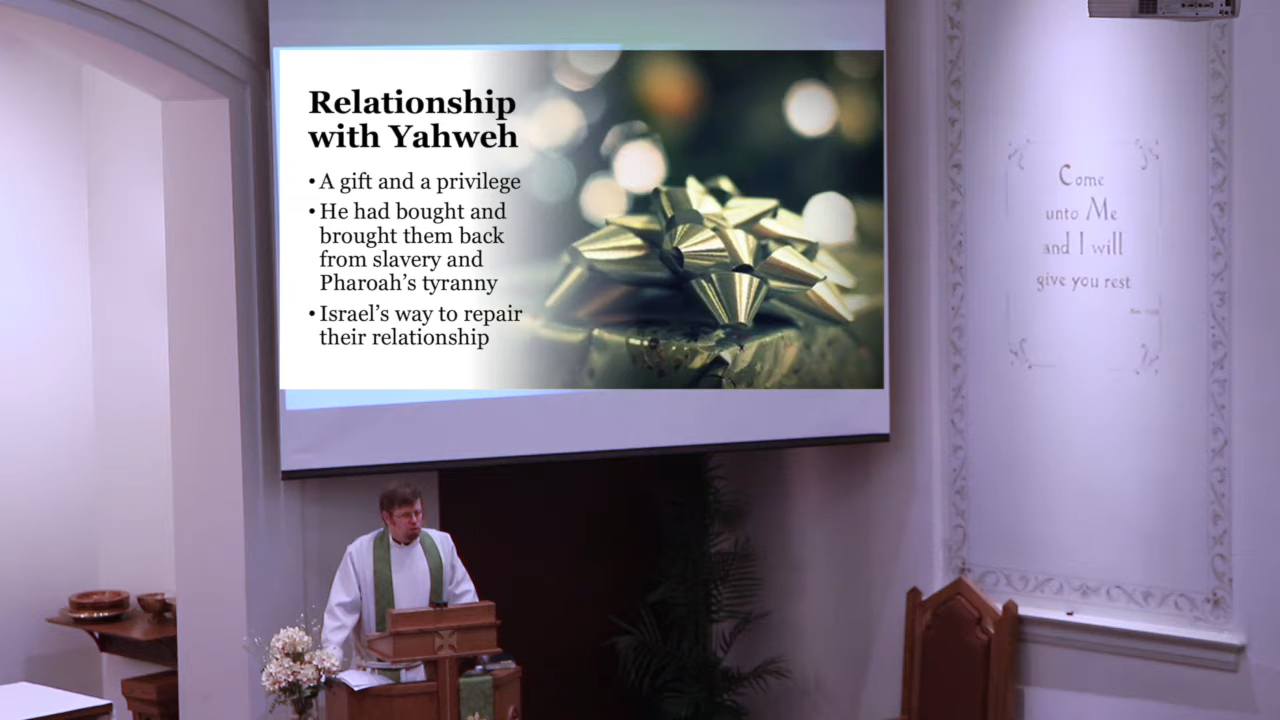 Relationship
with Yahweh
• A gift and a privilege
• He had bought and
brought them back
from slavery and
Pharoah's tyranny
• Israel's way to repair
their relationship
Come
unto Me
and I will
give you rest